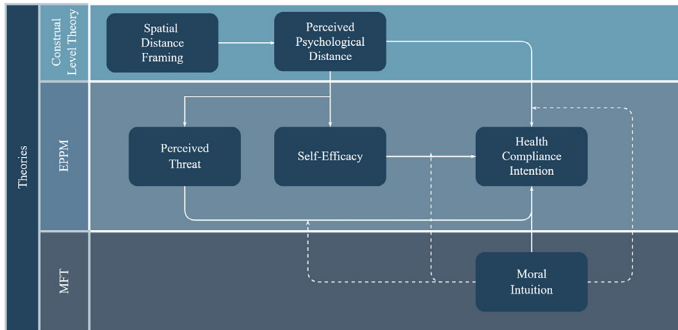 Theories
Construal
Level Theory
Spatial
Distance
Framing
Perceived
Psychological
Distance
EPPM
Perceived
Threat
Self-Efficacy
Health
Compliance
Intention
MFT
Moral
Intuition